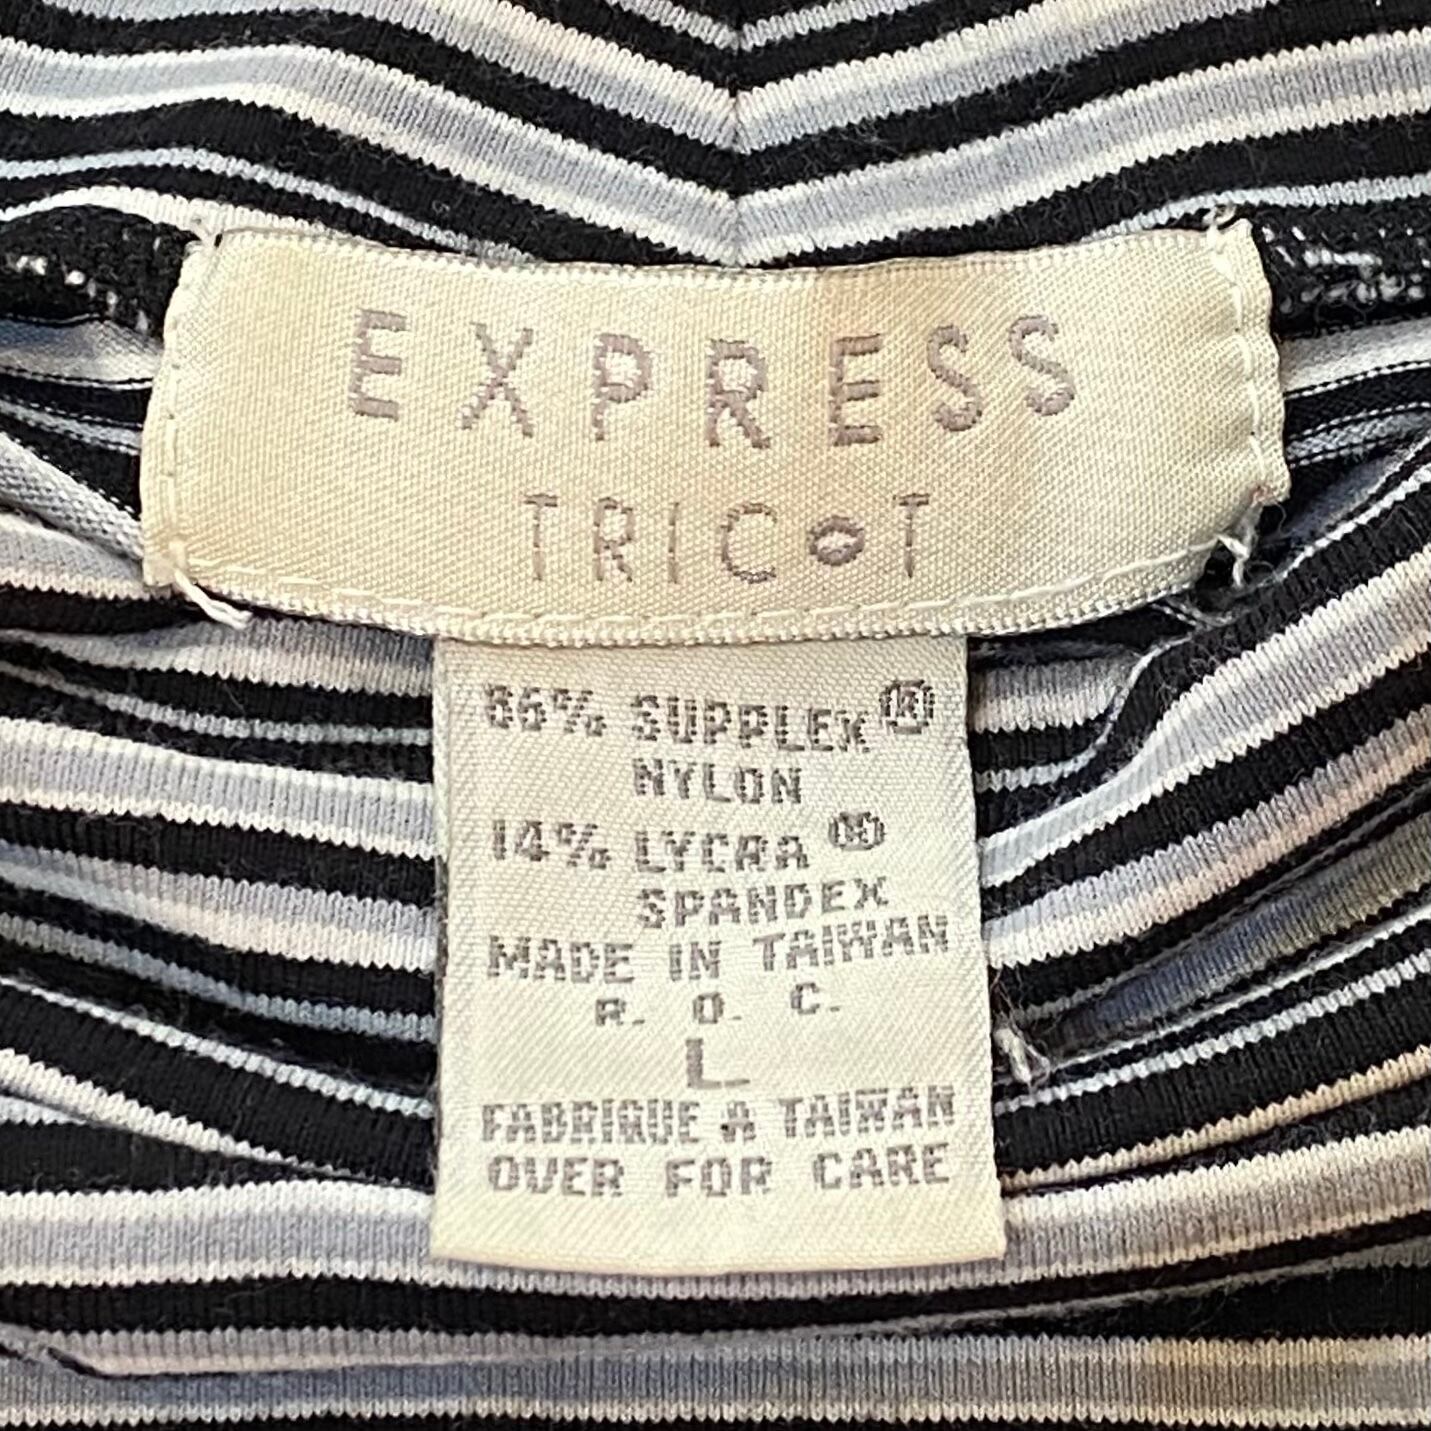 EXPRESS
TRICOT
86% SUPPLEX®
NYLON
14% LYCRA®
SPANDEX
MADE IN TAIWAN
R. O. C.
L
FABRIQUE A TAIWAN
OVER FOR CARE